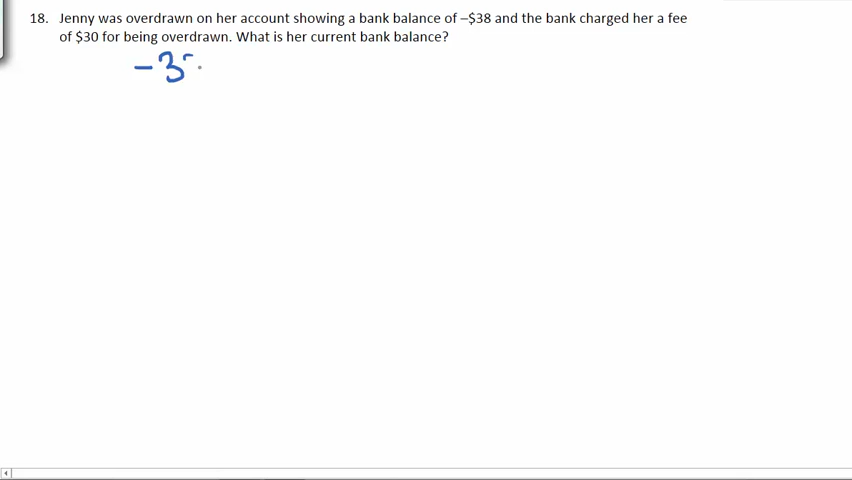 18. Jenny was overdrawn on her account showing a bank balance of –$38 and the bank charged her a fee
of $30 for being overdrawn. What is her current bank balance?
-3